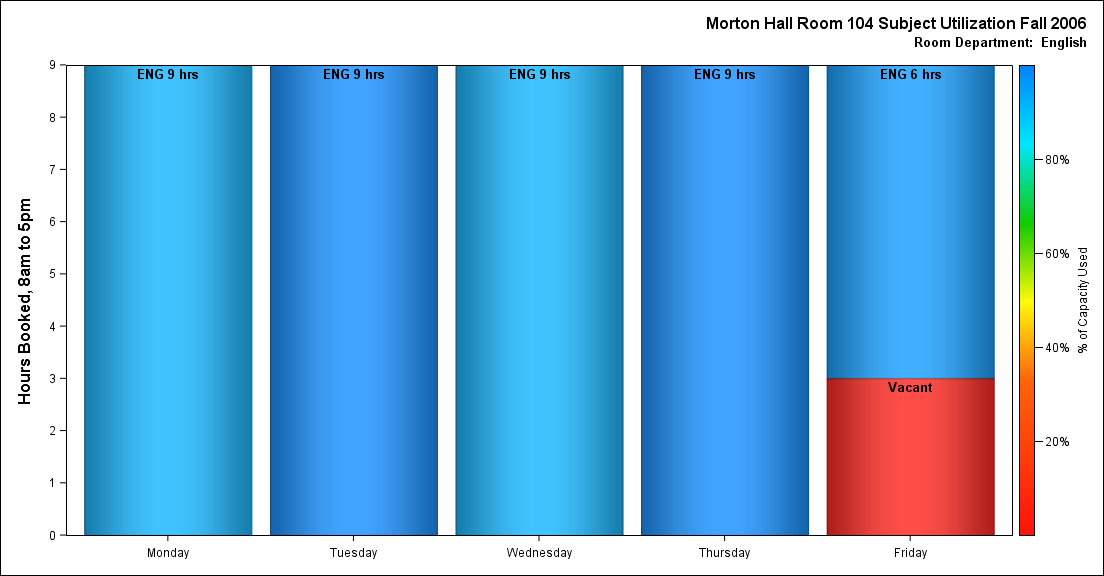 Morton Hall Room 104 Subject Utilization Fall 2006
Room Department: English
Hours Booked, 8am to 5pm
9
8
7
6
5
4
3
2
1
0
ENG 9 hrs
ENG 9 hrs
ENG 9 hrs
ENG 9 hrs
ENG 6 hrs
Vacant
Monday
Tuesday
Wednesday
Thursday
Friday
80%
60%
40%
20%
% of Capacity Used